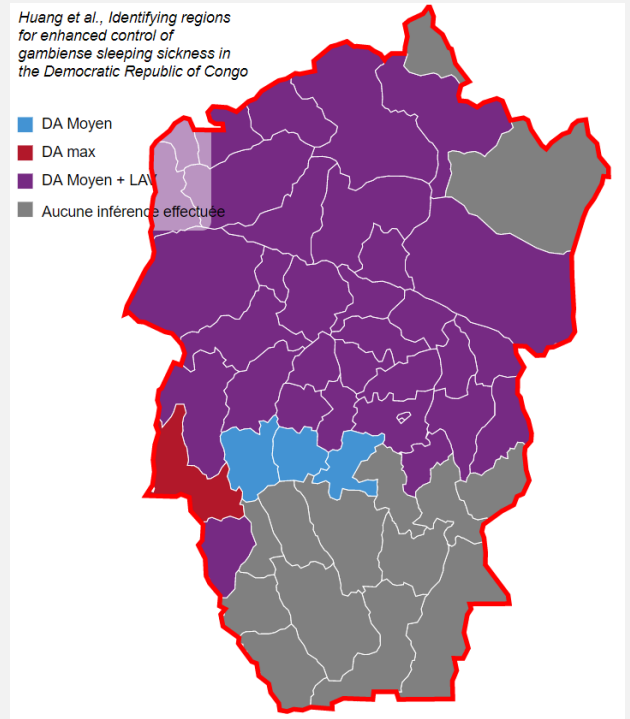 Huang et al., Identifying regions
for enhanced control of
gambiense sleeping sickness in
the Democratic Republic of Congo
DA Moyen
DA max
DA Moyen + LAV
Aucune inférence effectuée